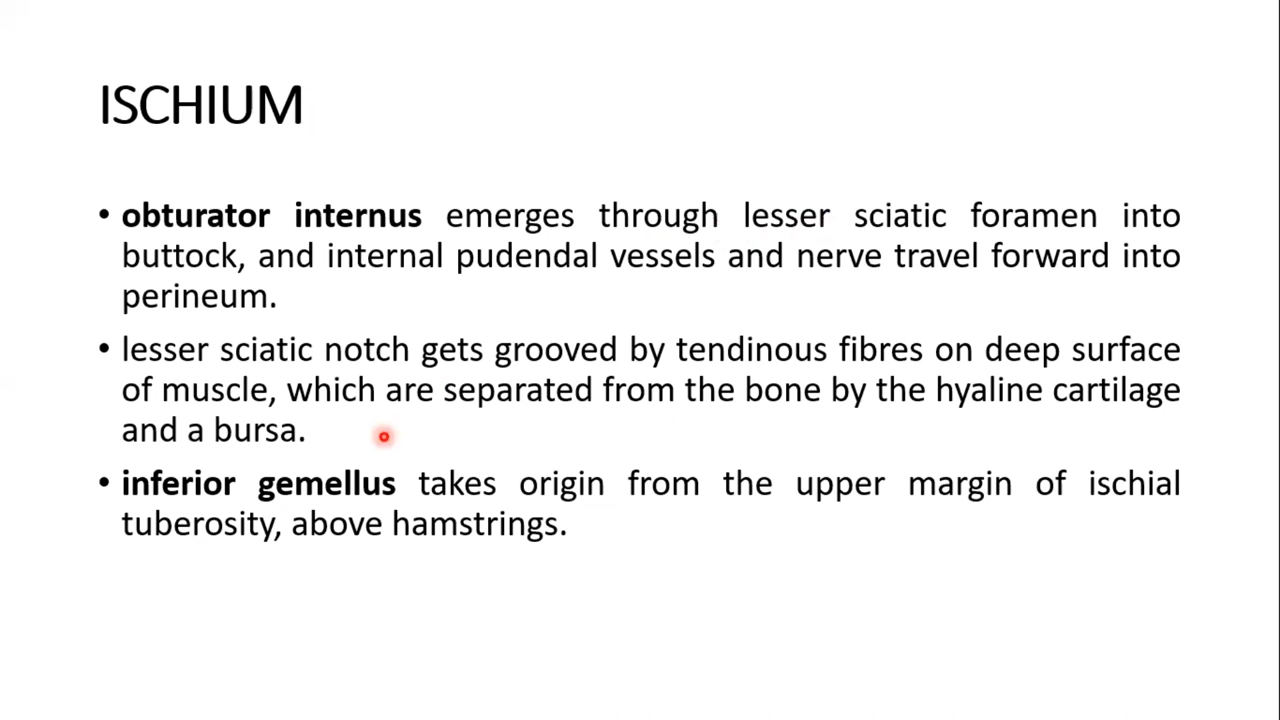 ISCHIUM
• obturator internus emerges through lesser sciatic foramen into
buttock, and internal pudendal vessels and nerve travel forward into
perineum.
• lesser sciatic notch gets grooved by tendinous fibres on deep surface
of muscle, which are separated from the bone by the hyaline cartilage
and a bursa.
• inferior gemellus takes origin from the upper margin of ischial
tuberosity, above hamstrings.